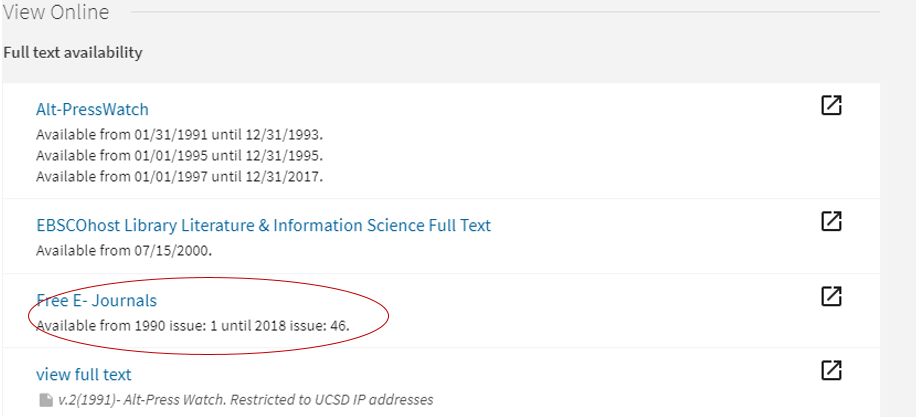 View Online
Full text availability
Alt-PressWatch
Available from 01/31/1991 until 12/31/1993.
Available from 01/01/1995 until 12/31/1995.
Available from 01/01/1997 until 12/31/2017.
EBSCOhost Library Literature & Information Science Full Text
Available from 07/15/2000.
Free E- Journals
Available from 1990 issue: 1 until 2018 issue: 46.
view full text
v.2(1991)- Alt-Press Watch. Restricted to UCSD IP addresses